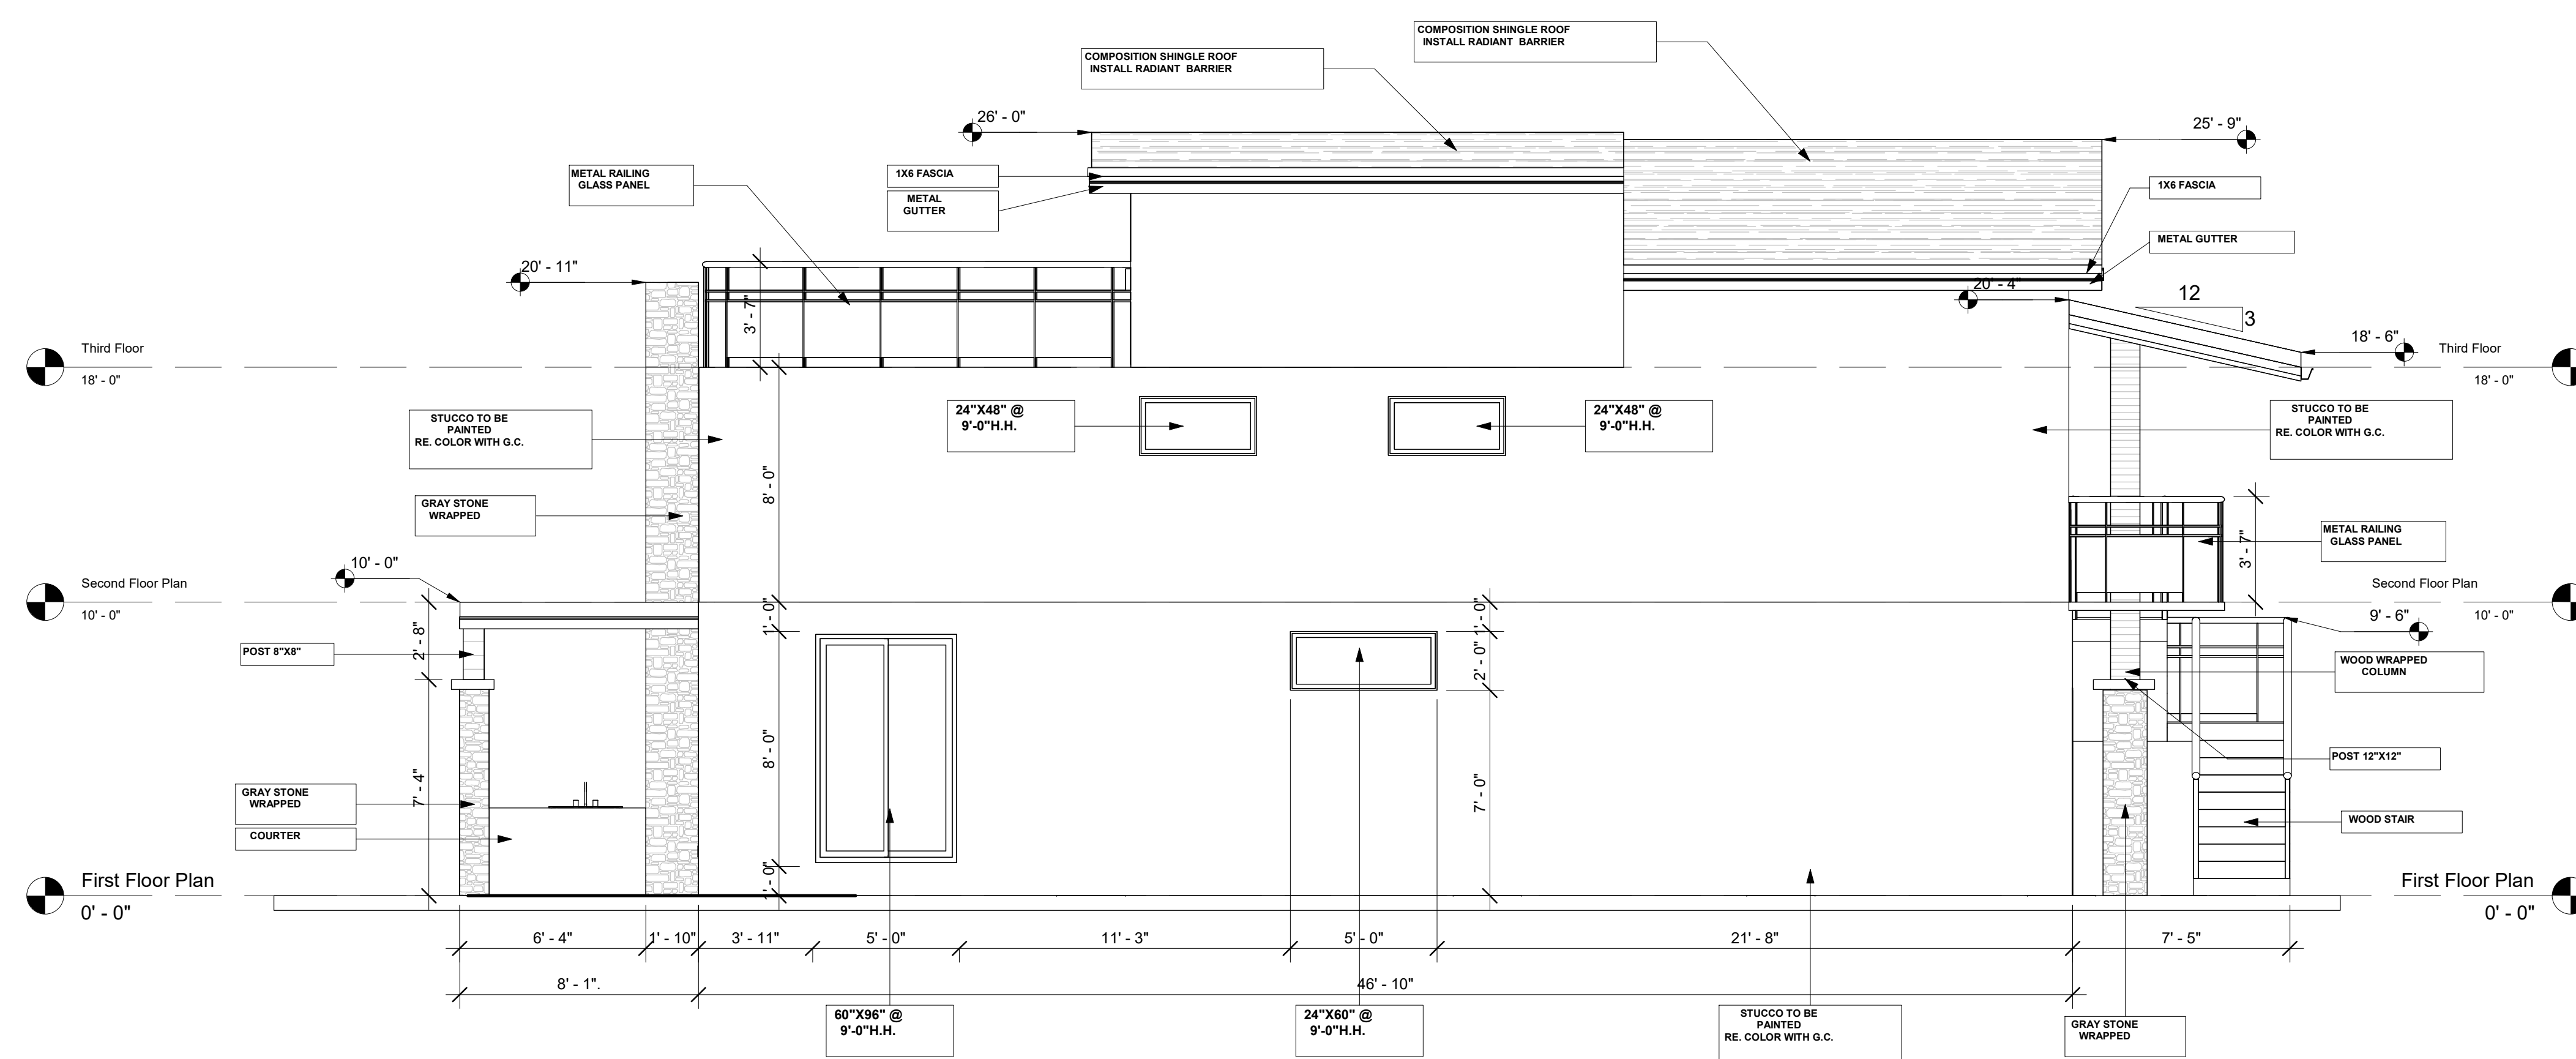 COMPOSITION SHINGLE ROOF
INSTALL RADIANT  BARRIER
COMPOSITION SHINGLE ROOF
INSTALL RADIANT  BARRIER
26' - 0"
25' - 9"
METAL RAILING
GLASS PANEL
1X6 FASCIA
METAL
GUTTER
1X6 FASCIA
METAL GUTTER
20' - 11"
20' - 4"
12
3
3' - 7"
18' - 6"
Third Floor
18' - 0"
Third Floor
18' - 0"
STUCCO TO BE
PAINTED
RE. COLOR WITH G.C.
24"X48" @
9'-0"H.H.
24"X48" @
9'-0"H.H.
STUCCO TO BE
PAINTED
RE. COLOR WITH G.C.
8' - 0"
GRAY STONE
WRAPPED
METAL RAILING
GLASS PANEL
3' - 7"
10' - 0"
Second Floor Plan
10' - 0"
Second Floor Plan
10' - 0"
9' - 6"
1' - 0"
1' - 0"
2' - 8"
POST 8"X8"
2' - 0"
WOOD WRAPPED
COLUMN
8' - 0"
7' - 4"
7' - 0"
POST 12"X12"
GRAY STONE
WRAPPED
COURTER
WOOD STAIR
1' - 0"
First Floor Plan
0' - 0"
First Floor Plan
0' - 0"
6' - 4"
1' - 10"
3' - 11"
5' - 0"
11' - 3"
5' - 0"
21' - 8"
7' - 5"
8' - 1".
46' - 10"
60"X96" @
9'-0"H.H.
24"X60" @
9'-0"H.H.
STUCCO TO BE
PAINTED
RE. COLOR WITH G.C.
GRAY STONE
WRAPPED